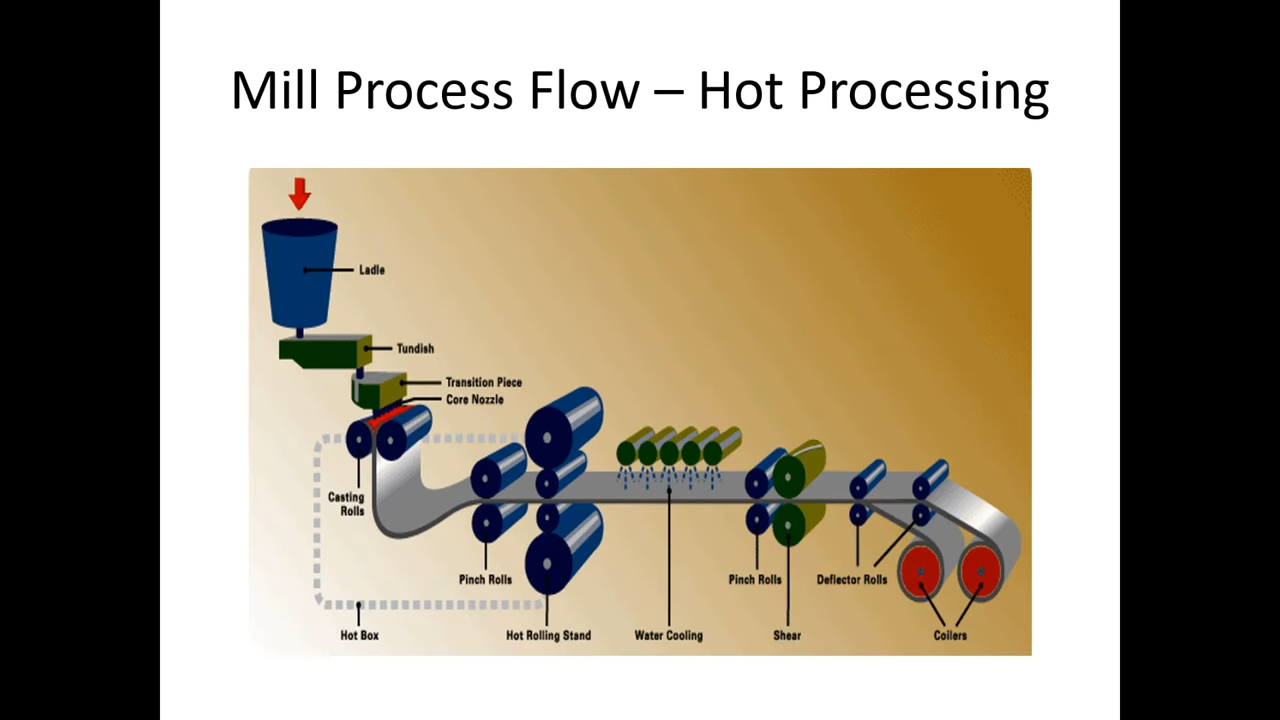 Mill Process Flow – Hot Processing
Ladle
Tundish
Transition Piece
Core Nozzle
Casting
Rolls
Pinch Rolls
Pinch Rolls
Deflector Rolls
Hot Box
Hot Rolling Stand
Water Cooling
Shear
Coilers